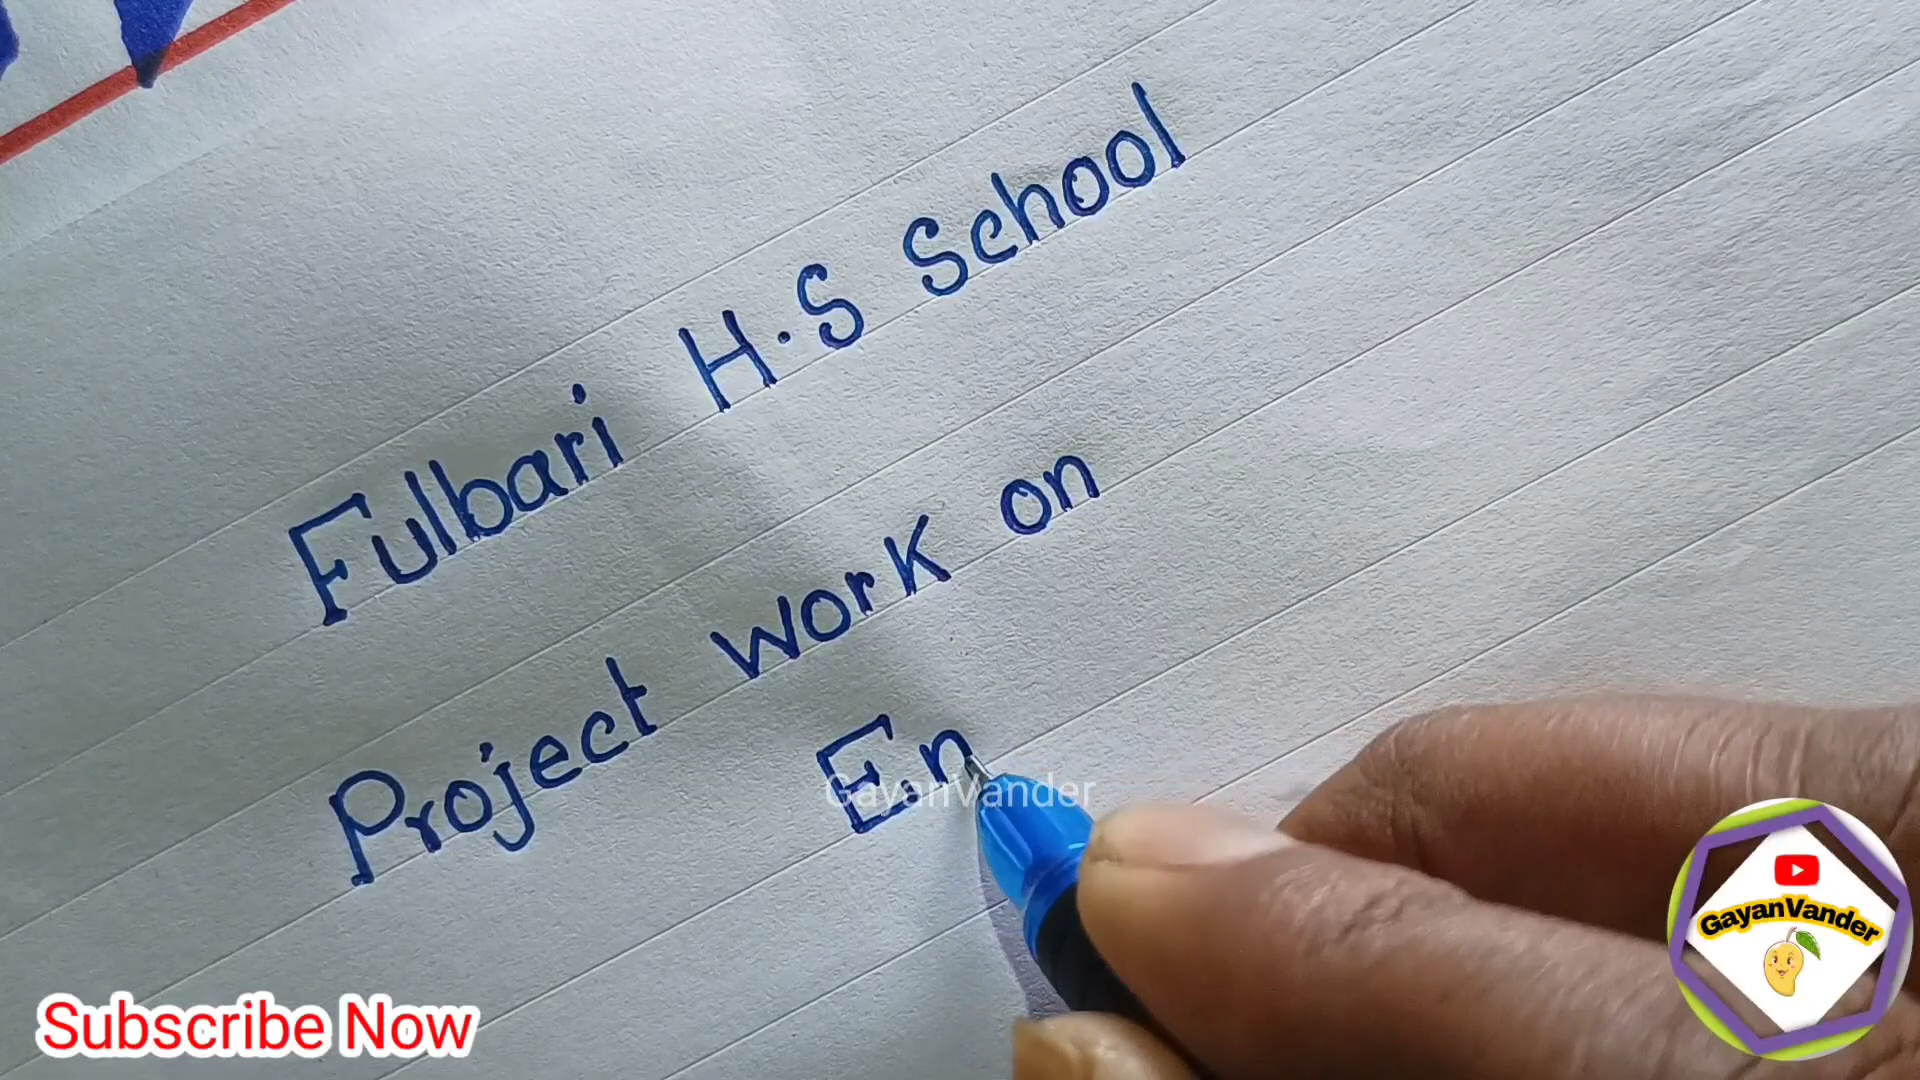 Fulbari H.S School
Project work on
En
GayanVander
GayanVander
Subscribe Now